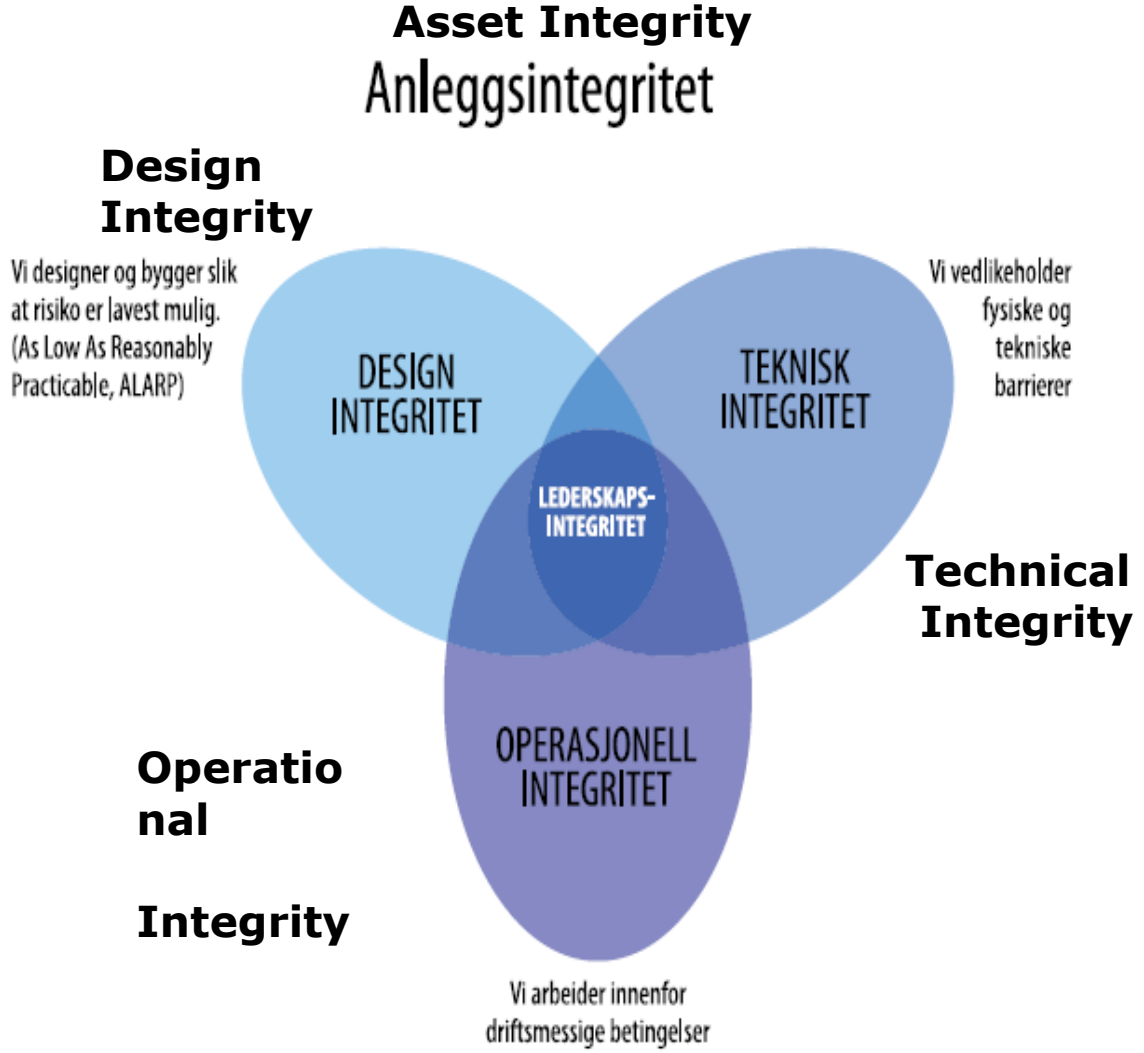 Asset Integrity
Anleggsintegritet
Design
Integrity
Vi designer og bygger slik
at risiko er lavest mulig.
(As Low As Reasonably
Practicable, ALARP)
DESIGN
INTEGRITET
TEKNISK
INTEGRITET
Vi vedlikeholder
fysiske og
tekniske
barrierer
LEDERSKAPS-
INTEGRITET
Technical
Integrity
OPERASJONELL
INTEGRITET
Operatio
nal
Integrity
Vi arbeider innenfor
driftsmessige betingelser